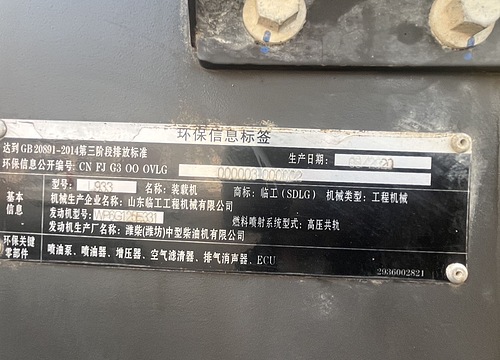 环保信息标签
达到GB 20891-2014第三阶段排放标准
环保信息公开编号: CN FJ G3 OO OVLG 生产日期:
型号: L933 名称: 装载机 商标: 临工 (SDLG) 机械类型: 工程机械
基本信息
机械生产企业名称: 山东临工工程机械有限公司
发动机型号: 燃料喷射系统型式: 高压共轨
发动机生产厂名称: 潍柴(潍坊)中型柴油机有限公司
环保关键零部件
喷油泵、喷油器、增压器、空气滤清器、排气消声器、ECU
2936002821